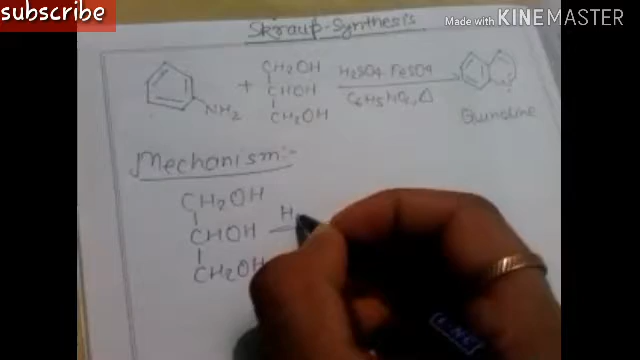 subscribe
Made with KINEMASTER
Skraup-Synthesis
CH2OH
H2SO4 FeSO4
+ CHOH
C6H5NO2, Δ
NH2
CH2OH
Quinoline
Mechanism:-
CH2OH
CHOH
H
CH2OH